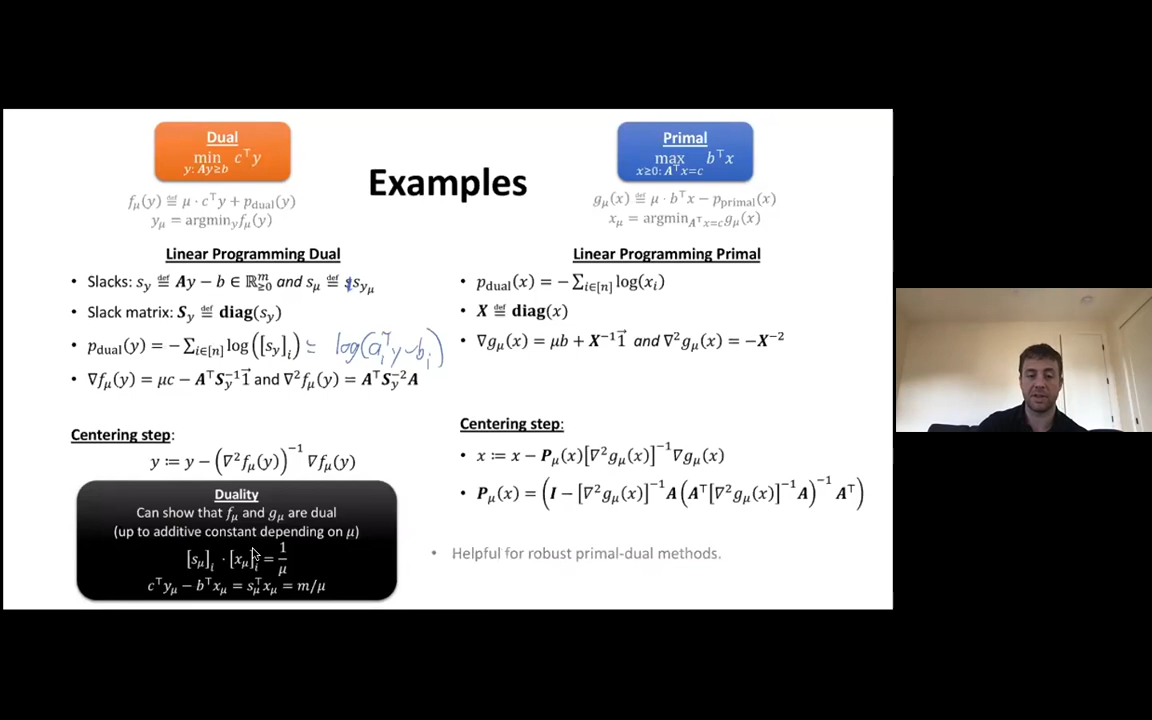 Dual
min c⊤y
y: Ay≥b
f_μ(y) ≝ μ · c⊤y + p_dual(y)
y_μ = argmin_y f_μ(y)
Examples
Primal
max b⊤x
x≥0: A⊤x=c
g_μ(x) ≝ μ · b⊤x − p_primal(x)
x_μ = argmin_{A⊤x=c} g_μ(x)
Linear Programming Dual
• Slacks: s_y ≝ Ay − b ∈ ℝ^m_{≥0} and s_μ ≝ s_{y_μ}
• Slack matrix: S_y ≝ diag(s_y)
• p_dual(y) = −∑_{i∈[n]} log([s_y]_i) = log(a_i^⊤y − b_i)
• ∇f_μ(y) = μc − A⊤S_y^{−1}1⃗ and ∇²f_μ(y) = A⊤S_y^{−2}A
Centering step:
y ≔ y − (∇²f_μ(y))^{−1} ∇f_μ(y)
Duality
Can show that f_μ and g_μ are dual
(up to additive constant depending on μ)
[s_μ]_i · [x_μ]_i = 1/μ
c⊤y_μ − b⊤x_μ = s_μ^⊤x_μ = m/μ
Linear Programming Primal
• p_dual(x) = −∑_{i∈[n]} log(x_i)
• X ≝ diag(x)
• ∇g_μ(x) = μb + X^{−1}1⃗ and ∇²g_μ(x) = −X^{−2}
Centering step:
• x ≔ x − P_μ(x)[∇²g_μ(x)]^{−1}∇g_μ(x)
• P_μ(x) = (I − [∇²g_μ(x)]^{−1}A(A⊤[∇²g_μ(x)]^{−1}A)^{−1}A⊤)
• Helpful for robust primal-dual methods.